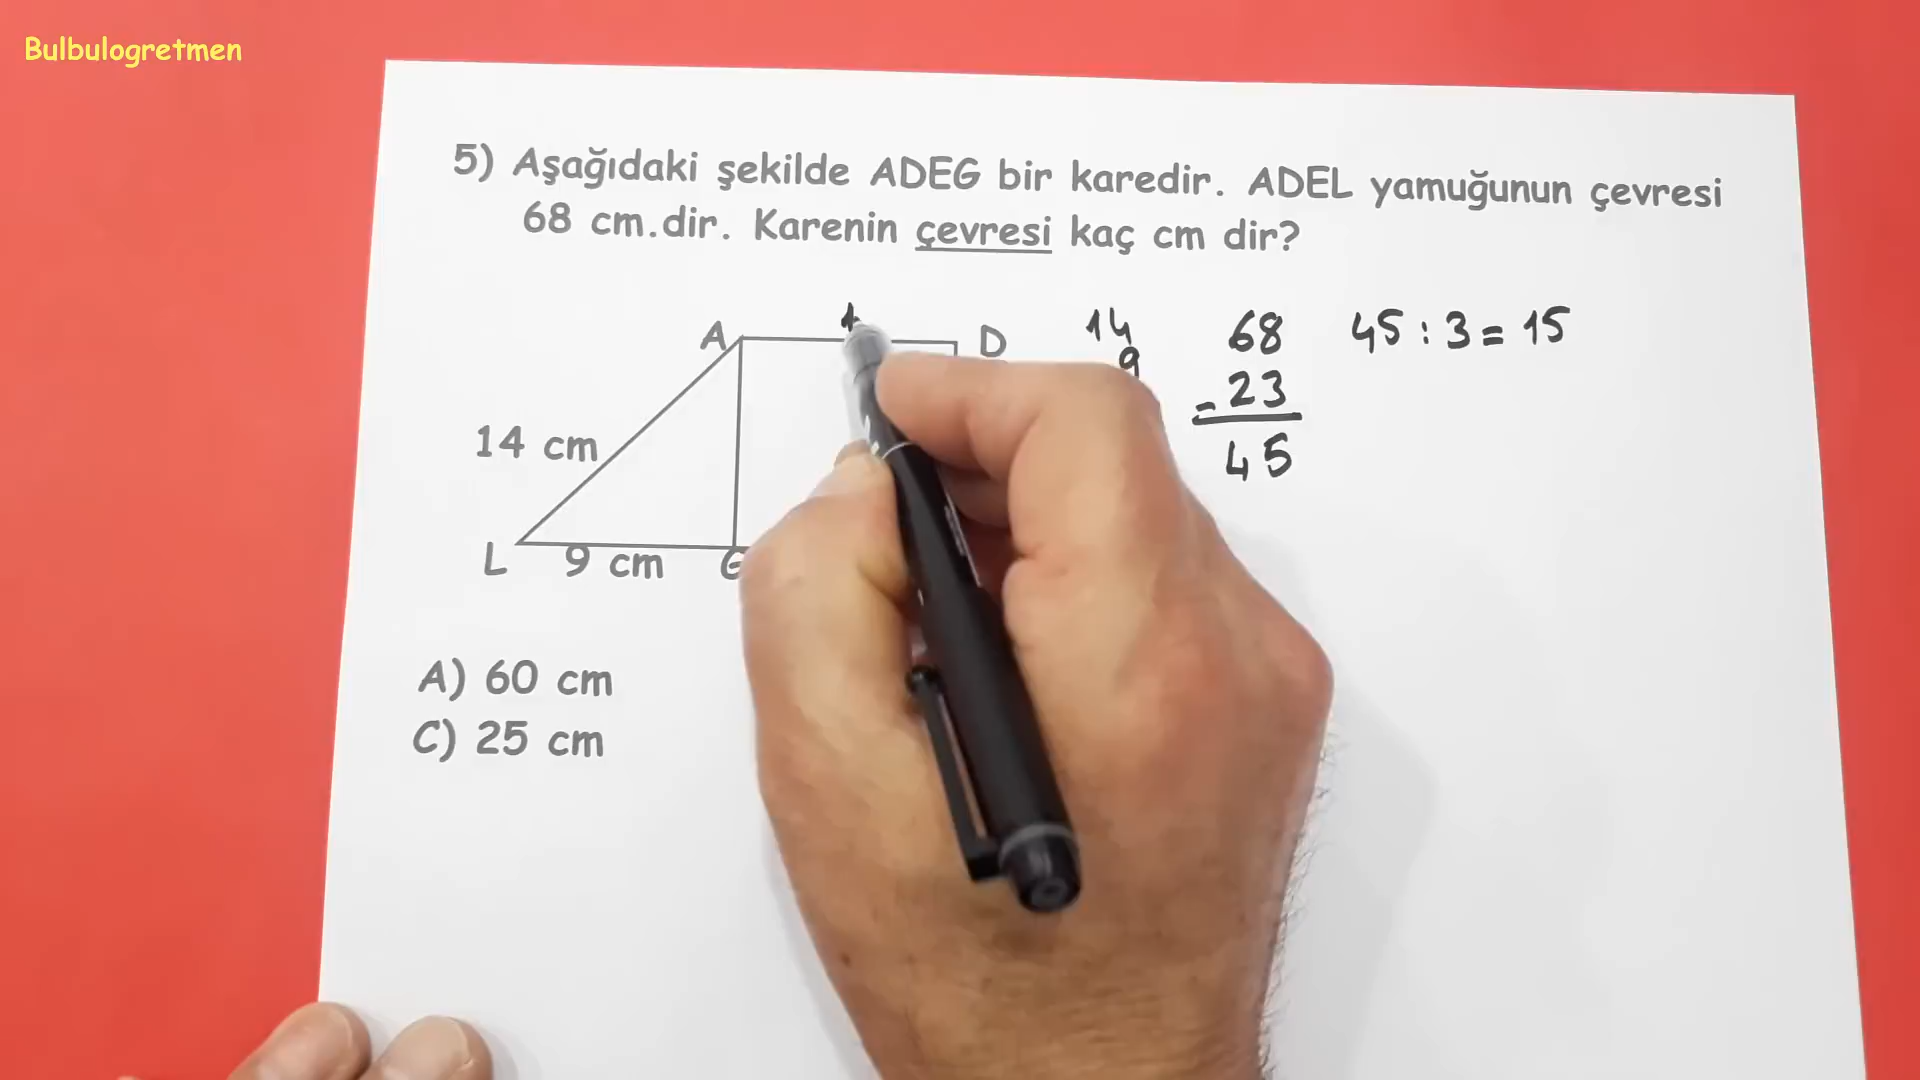 Bulbulogretmen
5) Aşağıdaki şekilde ADEG bir karedir. ADEL yamuğunun çevresi
68 cm.dir. Karenin çevresi kaç cm dir?
A
D
14
9
68
- 23
45
45 : 3 = 15
14 cm
L
9 cm
A) 60 cm
C) 25 cm